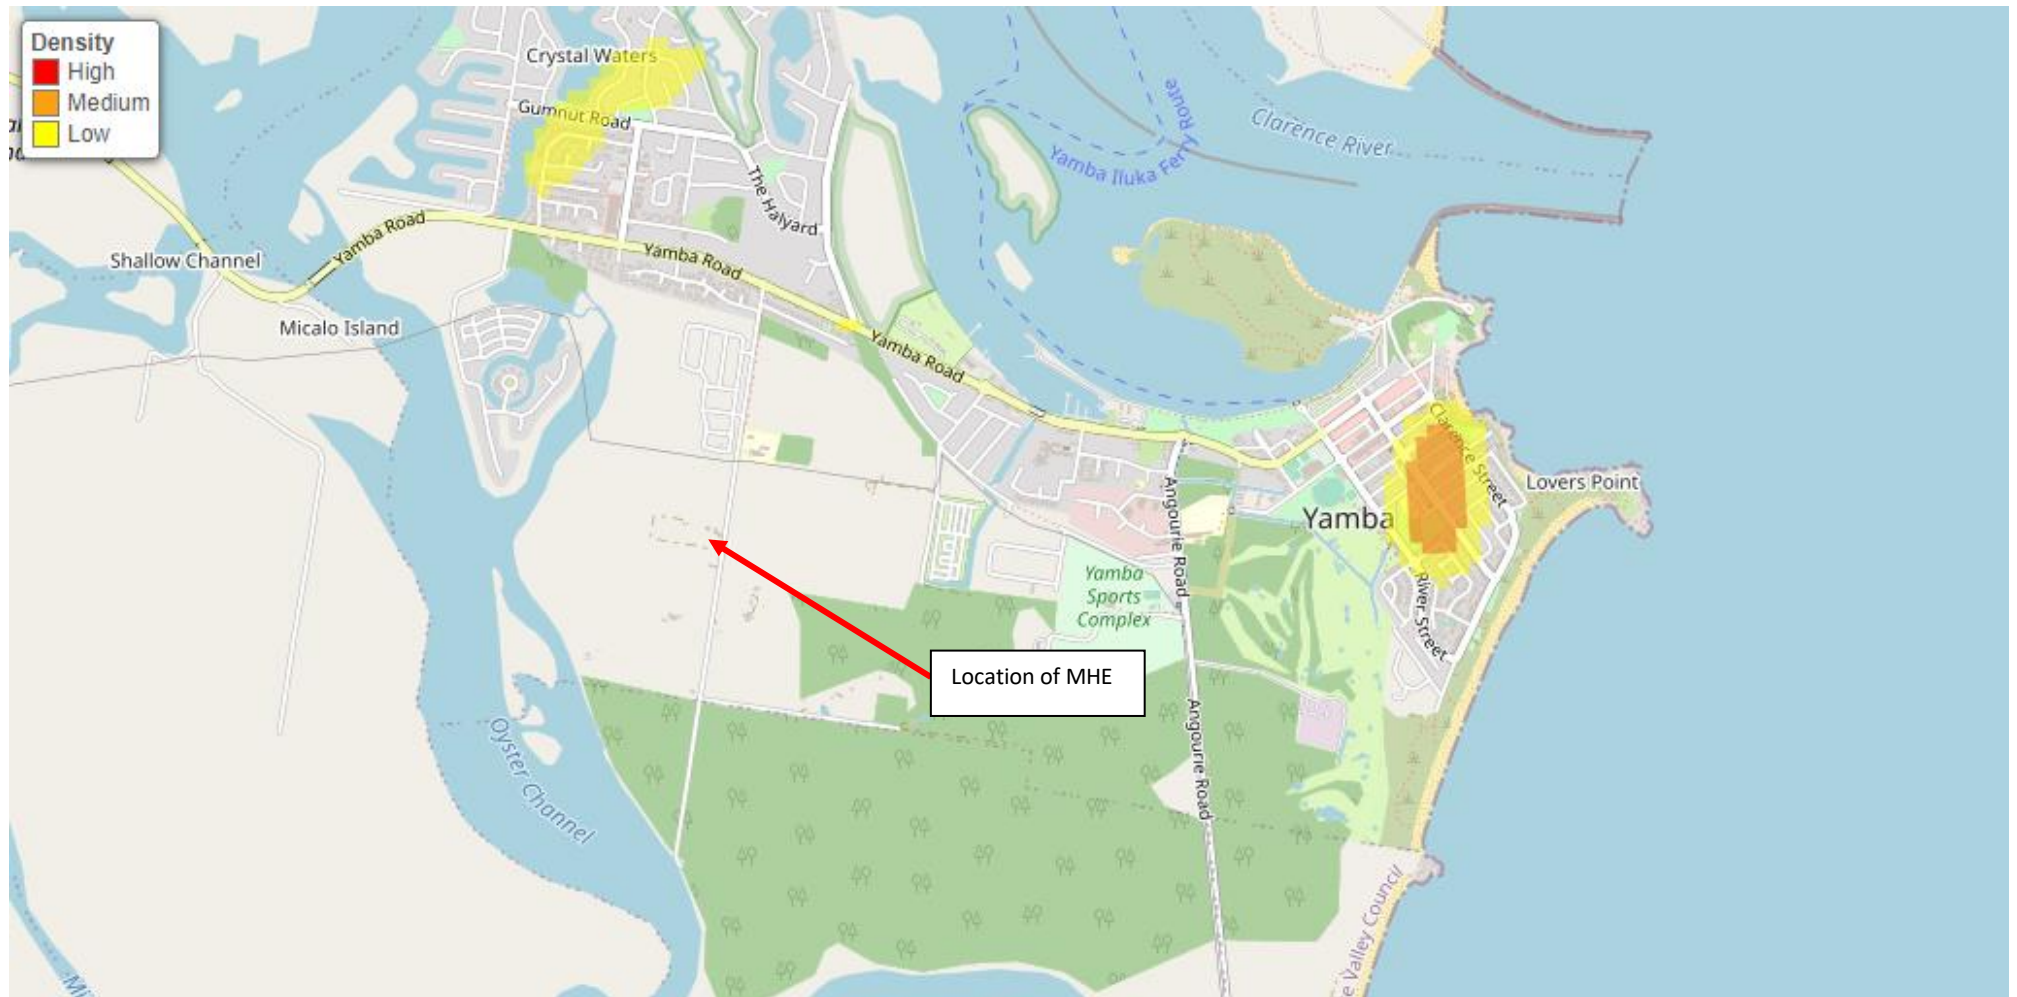 Density
High
Medium
Low
Crystal Waters
Gumnut Road
The Halyard
Yamba Road
Yamba Road
Yamba Road
Shallow Channel
Micalo Island
Clarence River
Yamba Iluka Ferry Route
Clarence Street
Lovers Point
Yamba
River Street
Angourie Road
Yamba
Sports
Complex
Location of MHE
Angourie Road
Oyster Channel
e Valley Council